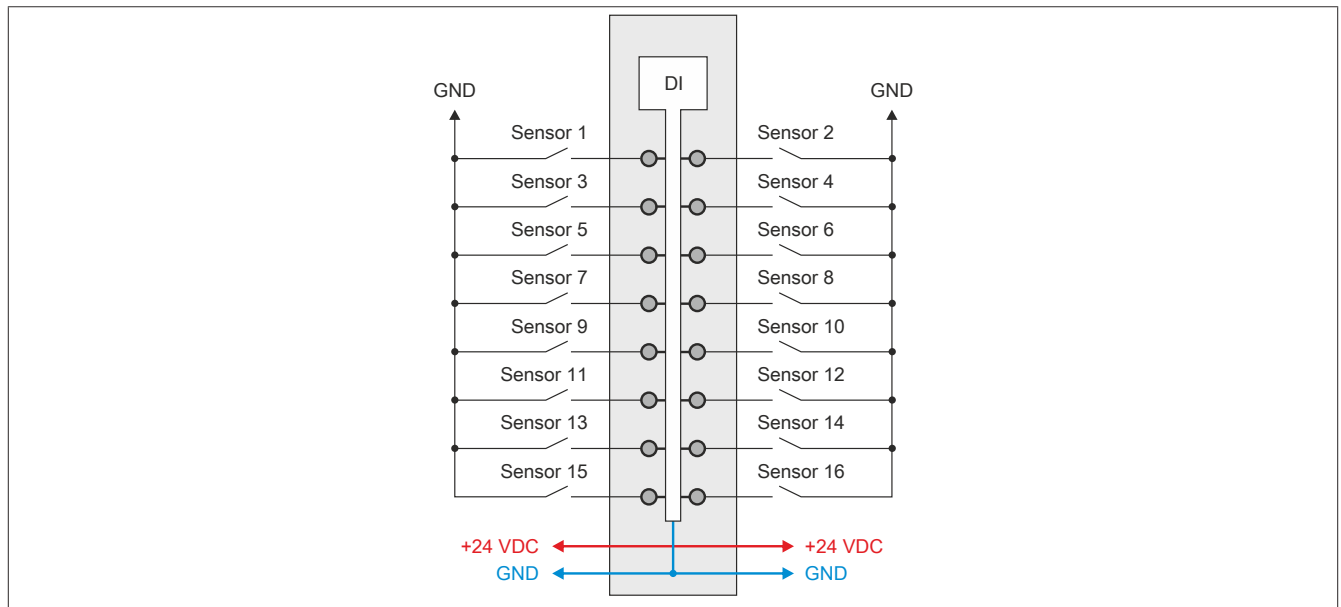 DI
GND GND
Sensor 1 Sensor 2
Sensor 3 Sensor 4
Sensor 5 Sensor 6
Sensor 7 Sensor 8
Sensor 9 Sensor 10
Sensor 11 Sensor 12
Sensor 13 Sensor 14
Sensor 15 Sensor 16
+24 VDC +24 VDC
GND GND